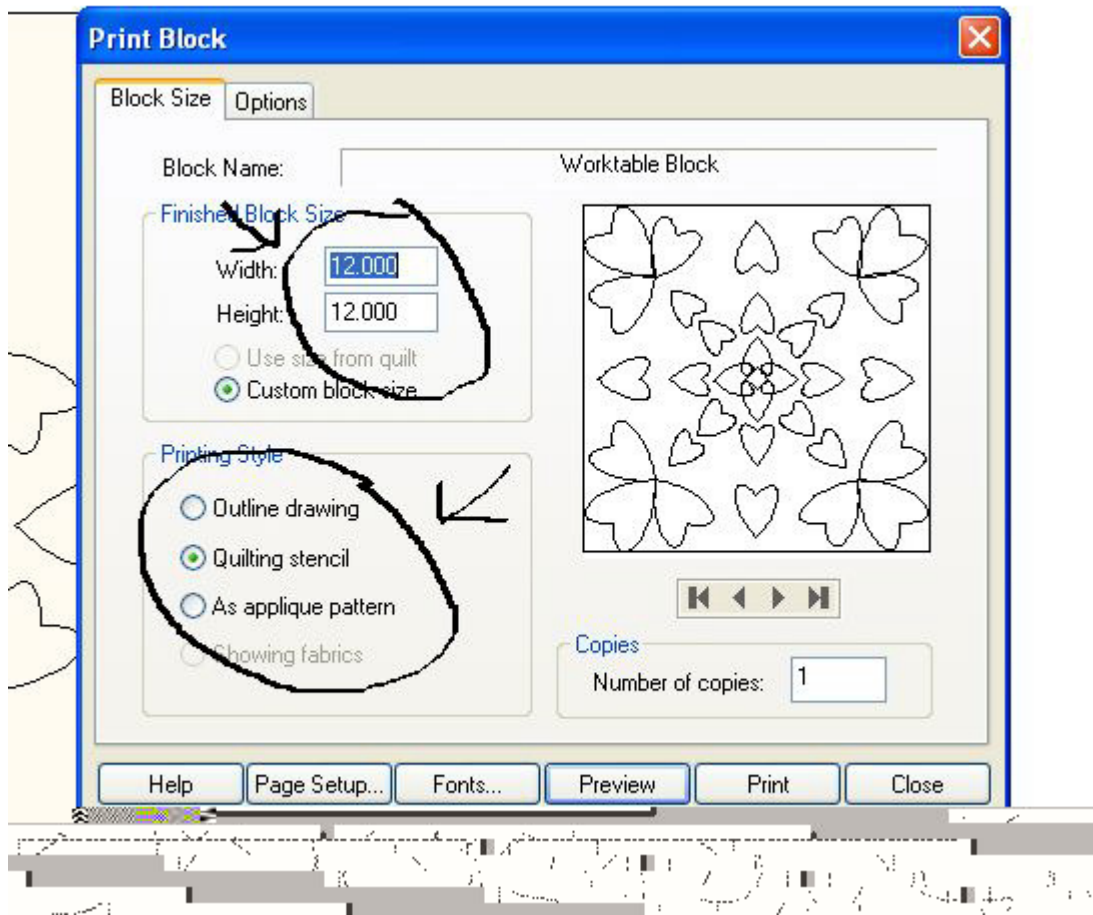 Print Block
Block Size Options
Block Name: Worktable Block
Finished Block Size
Width: 12.000
Height: 12.000
Use size from quilt
Custom block size
Printing Style
Outline drawing
Quilting stencil
As applique pattern
Showing fabrics
Copies
Number of copies: 1
Help Page Setup... Fonts... Preview Print Close